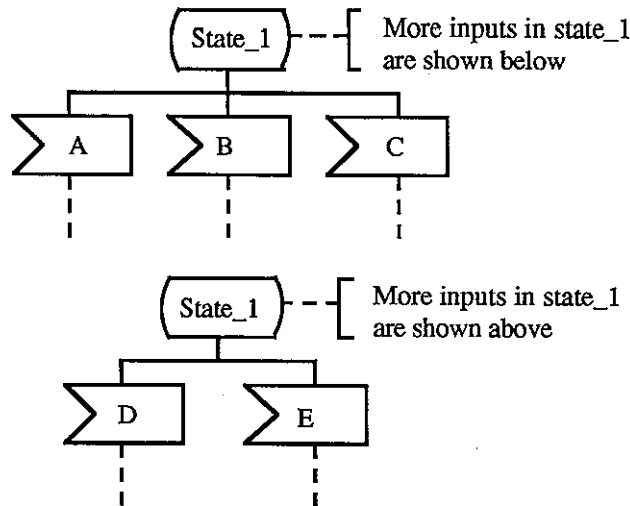 State_1
More inputs in state_1
are shown below
A
B
C
State_1
More inputs in state_1
are shown above
D
E